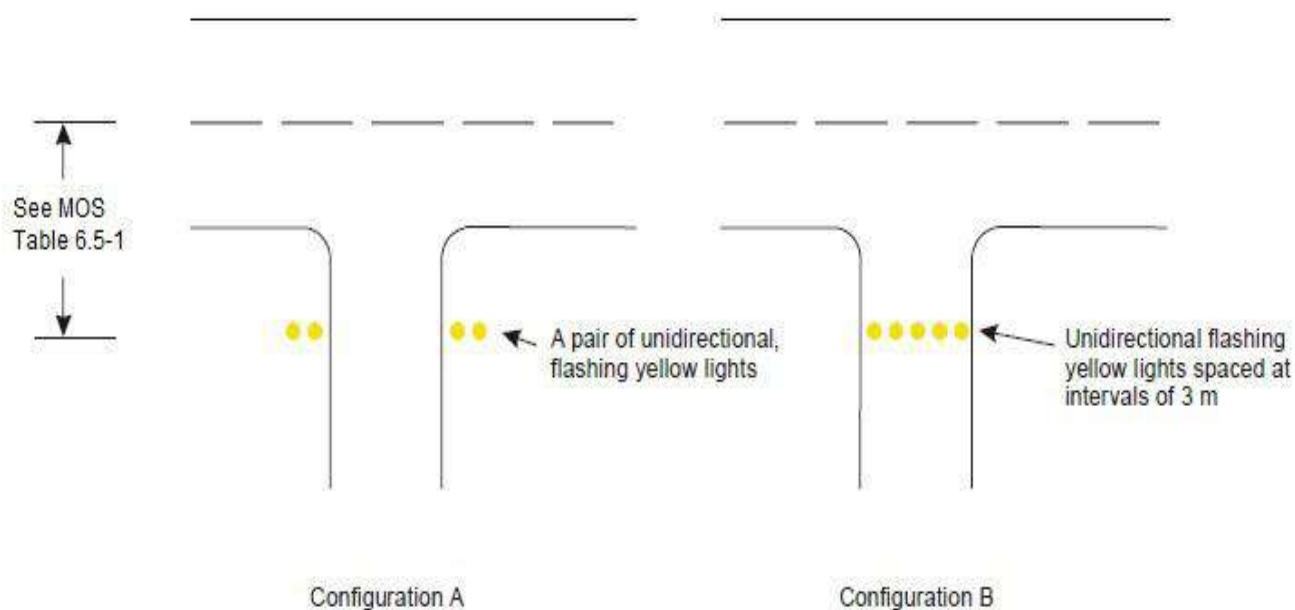 See MOS
Table 6.5-1
A pair of unidirectional,
flashing yellow lights
Unidirectional flashing
yellow lights spaced at
intervals of 3 m
Configuration A
Configuration B